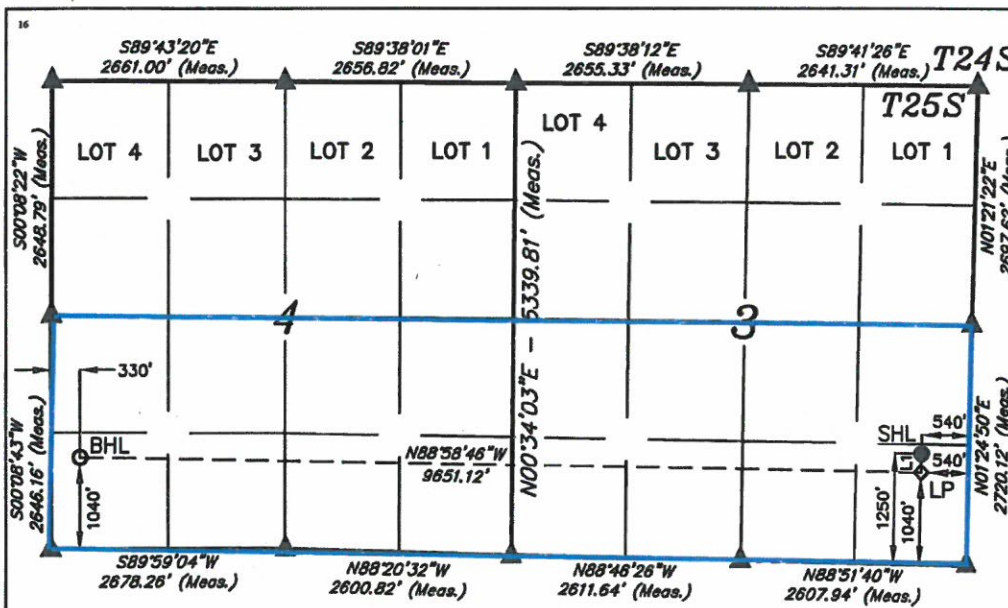 16
S89°43'20"E
2661.00' (Meas.)
S89°38'01"E
2656.82' (Meas.)
S89°38'12"E
2655.33' (Meas.)
S89°41'26"E
2641.31' (Meas.)
T24S
T25S
LOT 4
LOT 3
LOT 2
LOT 1
LOT 4
LOT 3
LOT 2
LOT 1
S00°08'22"W
2648.79' (Meas.)
N00°34'03"E – 5339.81' (Meas.)
N01°21'22"E
2697.62' (Meas.)
4
3
330'
BHL
1040'
S00°08'43"W
2646.16' (Meas.)
N88°58'46"W
9651.12'
SHL
540'
L1
540'
LP
1250'
1040'
N01°24'50"E
2720.12' (Meas.)
S89°59'04"W
2678.26' (Meas.)
N88°20'32"W
2600.82' (Meas.)
N88°46'26"W
2611.64' (Meas.)
N88°51'40"W
2607.94' (Meas.)